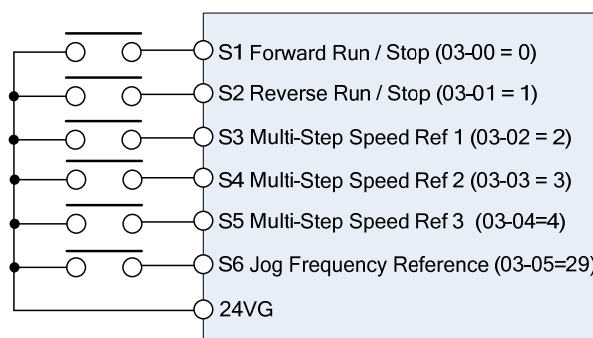 S1 Forward Run / Stop (03-00 = 0)
S2 Reverse Run / Stop (03-01 = 1)
S3 Multi-Step Speed Ref 1 (03-02 = 2)
S4 Multi-Step Speed Ref 2 (03-03 = 3)
S5 Multi-Step Speed Ref 3 (03-04=4)
S6 Jog Frequency Reference (03-05=29)
24VG